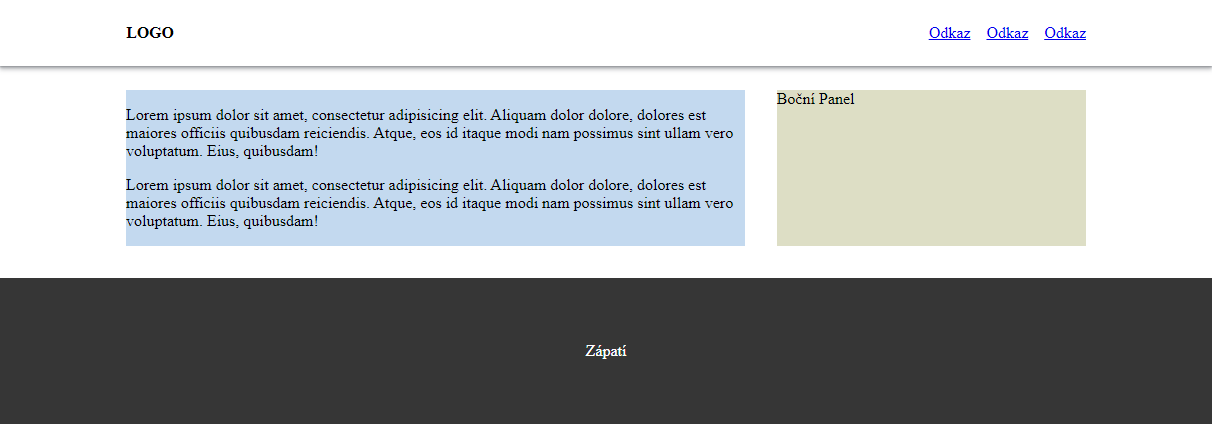 LOGO
Odkaz Odkaz Odkaz
Lorem ipsum dolor sit amet, consectetur adipisicing elit. Aliquam dolor dolore, dolores est
maiores officiis quibusdam reiciendis. Atque, eos id itaque modi nam possimus sint ullam vero
voluptatum. Eius, quibusdam!
Lorem ipsum dolor sit amet, consectetur adipisicing elit. Aliquam dolor dolore, dolores est
maiores officiis quibusdam reiciendis. Atque, eos id itaque modi nam possimus sint ullam vero
voluptatum. Eius, quibusdam!
Boční Panel
Zápatí